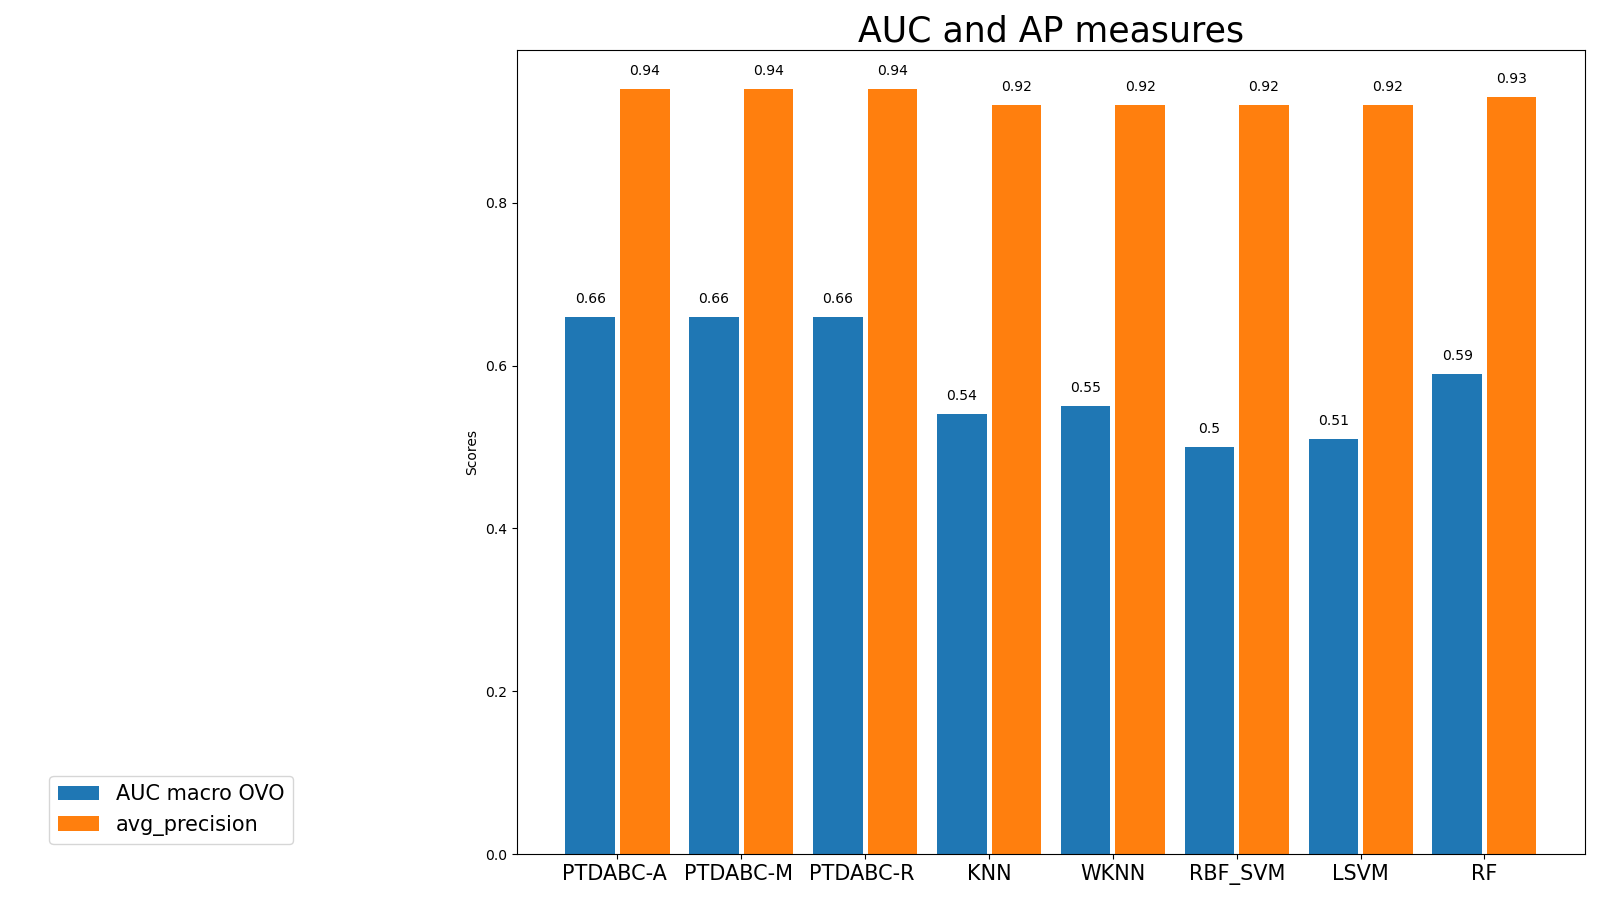 AUC and AP measures
0.94 0.94 0.94 0.92 0.92 0.92 0.92 0.93
0.66 0.66 0.66 0.54 0.55 0.5 0.51 0.59
Scores
0.8
0.6
0.4
0.2
0.0
PTDABC-A PTDABC-M PTDABC-R KNN WKNN RBF_SVM LSVM RF
AUC macro OVO
avg_precision